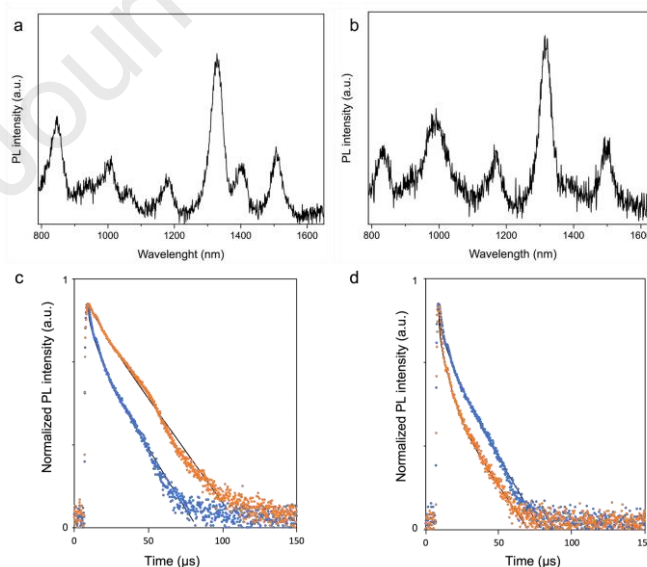 a
b
PL intensity (a.u.)
PL intensity (a.u.)
800 1000 1200 1400 1600
800 1000 1200 1400
Wavelenght (nm)
Wavelength (nm)
c
d
1
1
Normalized PL intensity (a.u.)
Normalized PL intensity (a.u.)
0
0
0 50 100 150
0 50 100 150
Time (μs)
Time (μs)